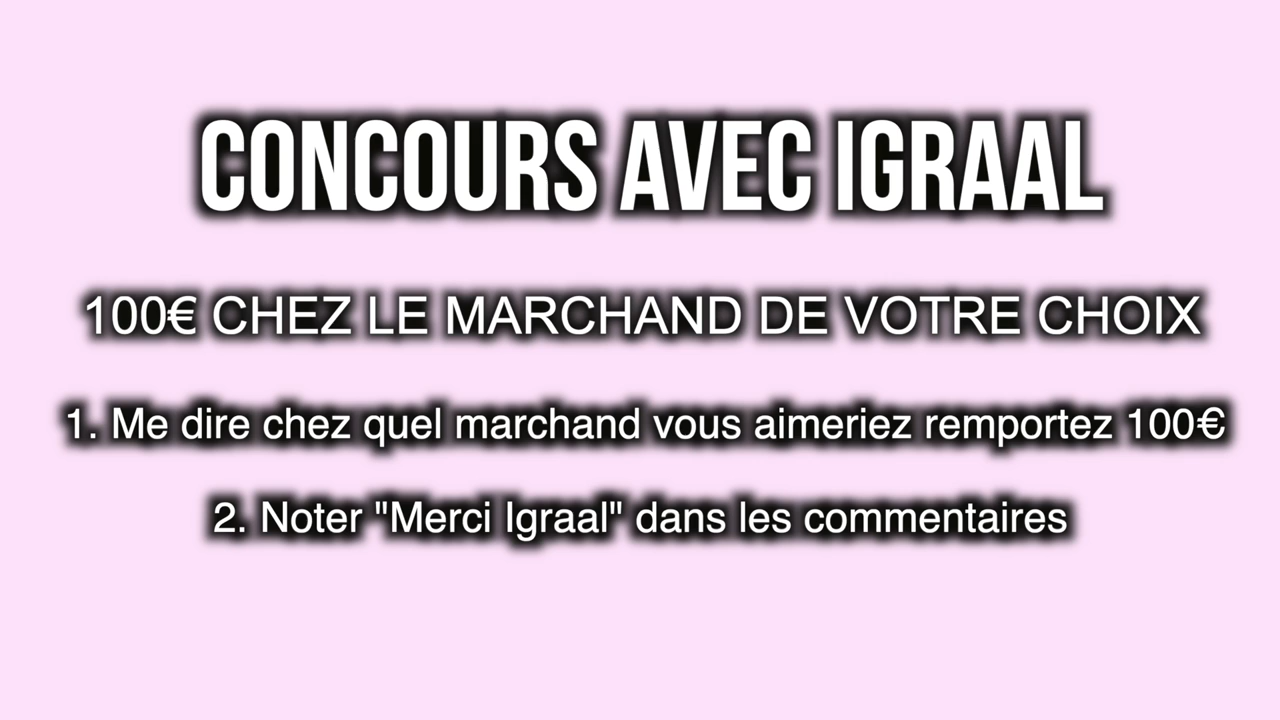 CONCOURS AVEC IGRAAL
100€ CHEZ LE MARCHAND DE VOTRE CHOIX
1. Me dire chez quel marchand vous aimeriez remportez 100€
2. Noter "Merci Igraal" dans les commentaires